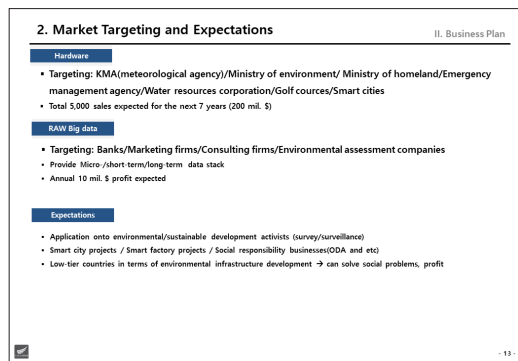 2. Market Targeting and Expectations
II. Business Plan
Hardware
▪ Targeting: KMA(meteorological agency)/Ministry of environment/ Ministry of homeland/Emergency
management agency/Water resources corporation/Golf cources/Smart cities
▪ Total 5,000 sales expected for the next 7 years (200 mil. $)
RAW Big data
▪ Targeting: Banks/Marketing firms/Consulting firms/Environmental assessment companies
▪ Provide Micro-/short-term/long-term data stack
▪ Annual 10 mil. $ profit expected
Expectations
▪ Application onto environmental/sustainable development activists (survey/surveillance)
▪ Smart city projects / Smart factory projects / Social responsibility businesses(ODA and etc)
▪ Low-tier countries in terms of environmental infrastructure development → can solve social problems, profit
- 13 -